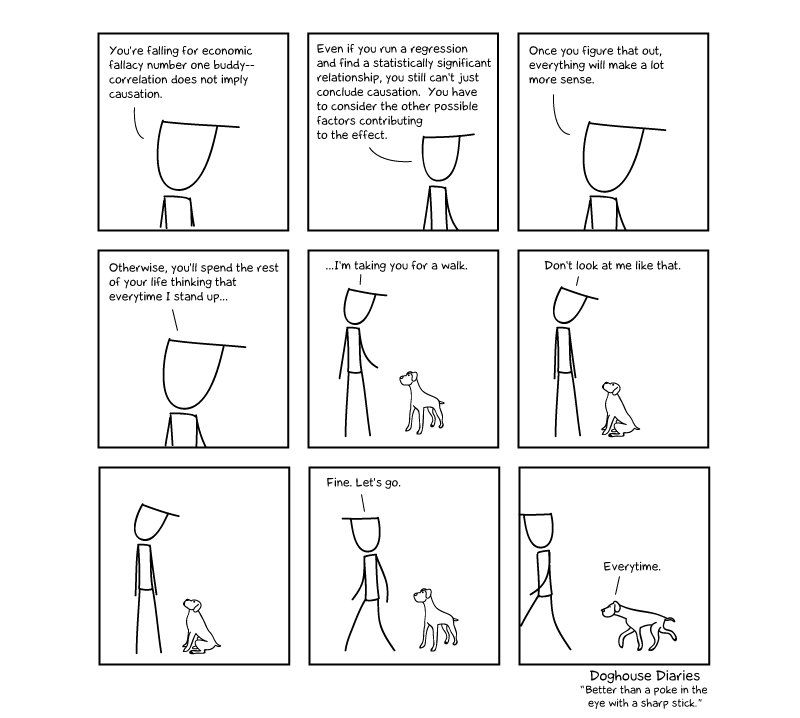 You're falling for economic
fallacy number one buddy--
correlation does not imply
causation.
Even if you run a regression
and find a statistically significant
relationship, you still can't just
conclude causation. You have
to consider the other possible
factors contributing
to the effect.
Once you figure that out,
everything will make a lot
more sense.
Otherwise, you'll spend the rest
of your life thinking that
everytime I stand up...
...I'm taking you for a walk.
Don't look at me like that.
Fine. Let's go.
Everytime.
Doghouse Diaries
"Better than a poke in the
eye with a sharp stick."